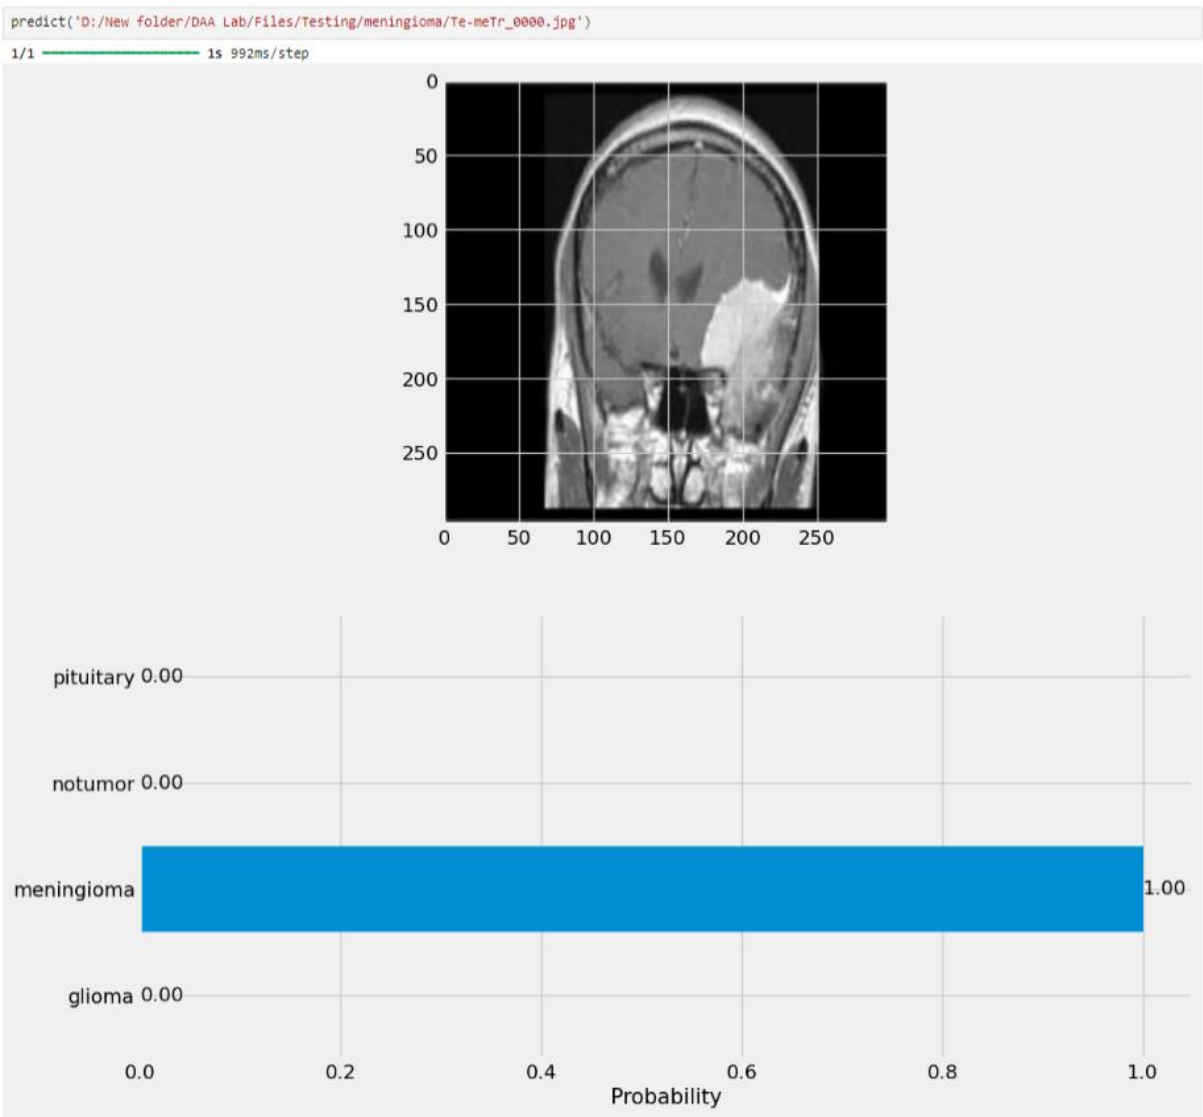 predict('D:/New folder/DAA Lab/Files/Testing/meningioma/Te-meTr_0000.jpg')
1/1 1s 992ms/step
0
50
100
150
200
250
0 50 100 150 200 250
pituitary 0.00
notumor 0.00
meningioma 1.00
glioma 0.00
0.0 0.2 0.4 0.6 0.8 1.0
Probability